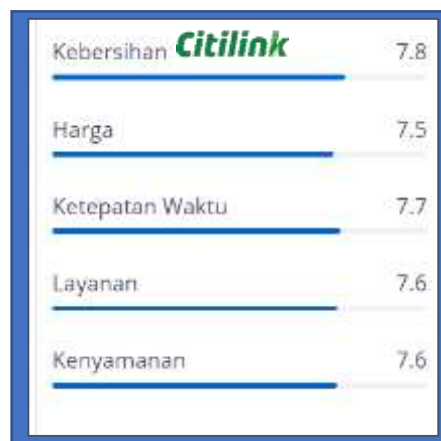 Kebersihan Citilink 7.8
Harga 7.5
Ketepatan Waktu 7.7
Layanan 7.6
Kenyamanan 7.6